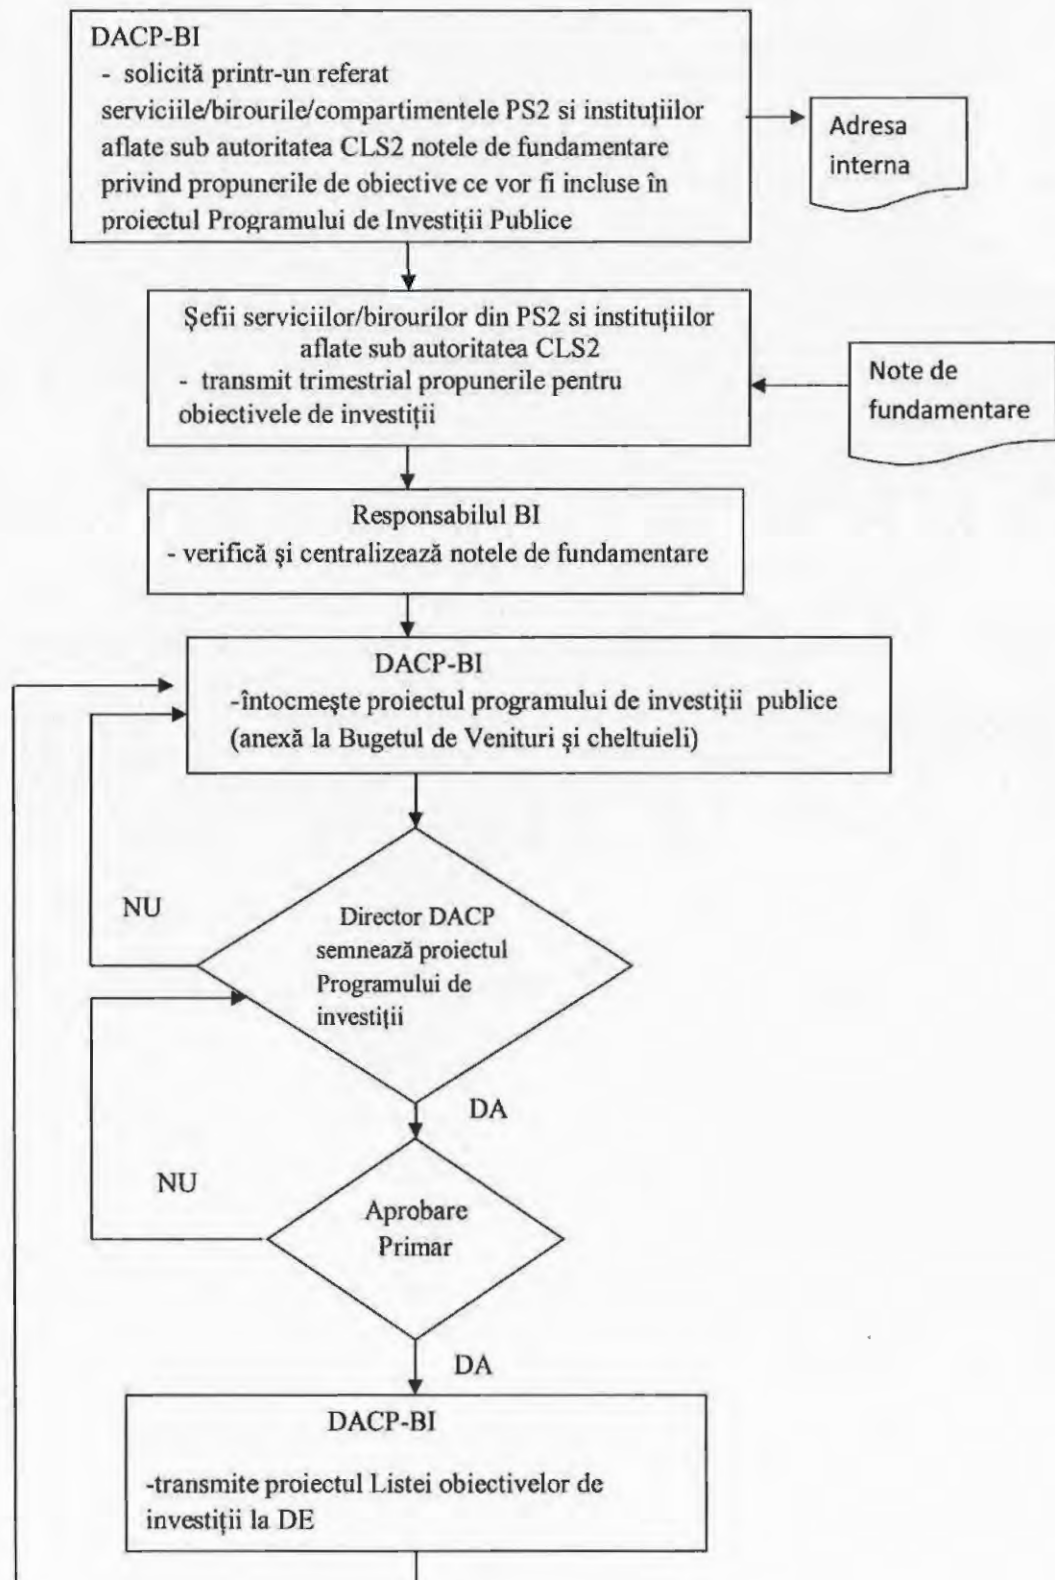 DACP-BI
- solicită printr-un referat
serviciile/birourile/compartimentele PS2 si instituțiilor
aflate sub autoritatea CLS2 notele de fundamentare
privind propunerile de obiective ce vor fi incluse în
proiectul Programului de Investiții Publice
Adresa
interna
Șefii serviciilor/birourilor din PS2 si instituțiilor
aflate sub autoritatea CLS2
- transmit trimestrial propunerile pentru
obiectivele de investiții
Note de
fundamentare
Responsabilul BI
- verifică și centralizează notele de fundamentare
DACP-BI
-întocmește proiectul programului de investiții publice
(anexă la Bugetul de Venituri și cheltuieli)
NU
Director DACP
semnează proiectul
Programului de
investiții
DA
NU
Aprobare
Primar
DA
DACP-BI
-transmite proiectul Listei obiectivelor de
investiții la DE